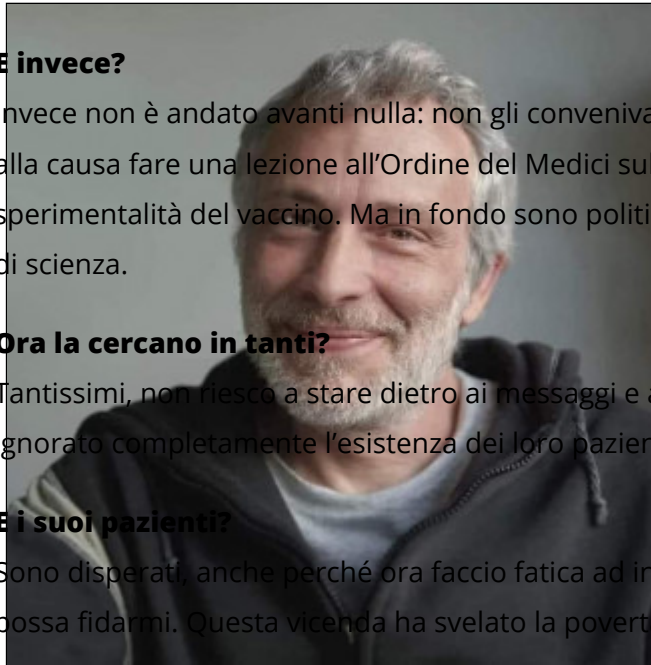 E invece?
Invece non è andato avanti nulla: non gli conveniva
alla causa fare una lezione all’Ordine del Medici sul
sperimentalità del vaccino. Ma in fondo sono politi
di scienza.
Ora la cercano in tanti?
Tantissimi, non riesco a stare dietro ai messaggi e a
ignorato completamente l’esistenza dei loro pazien
E i suoi pazienti?
Sono disperati, anche perché ora faccio fatica ad in
possa fidarmi. Questa vicenda ha svelato la povert